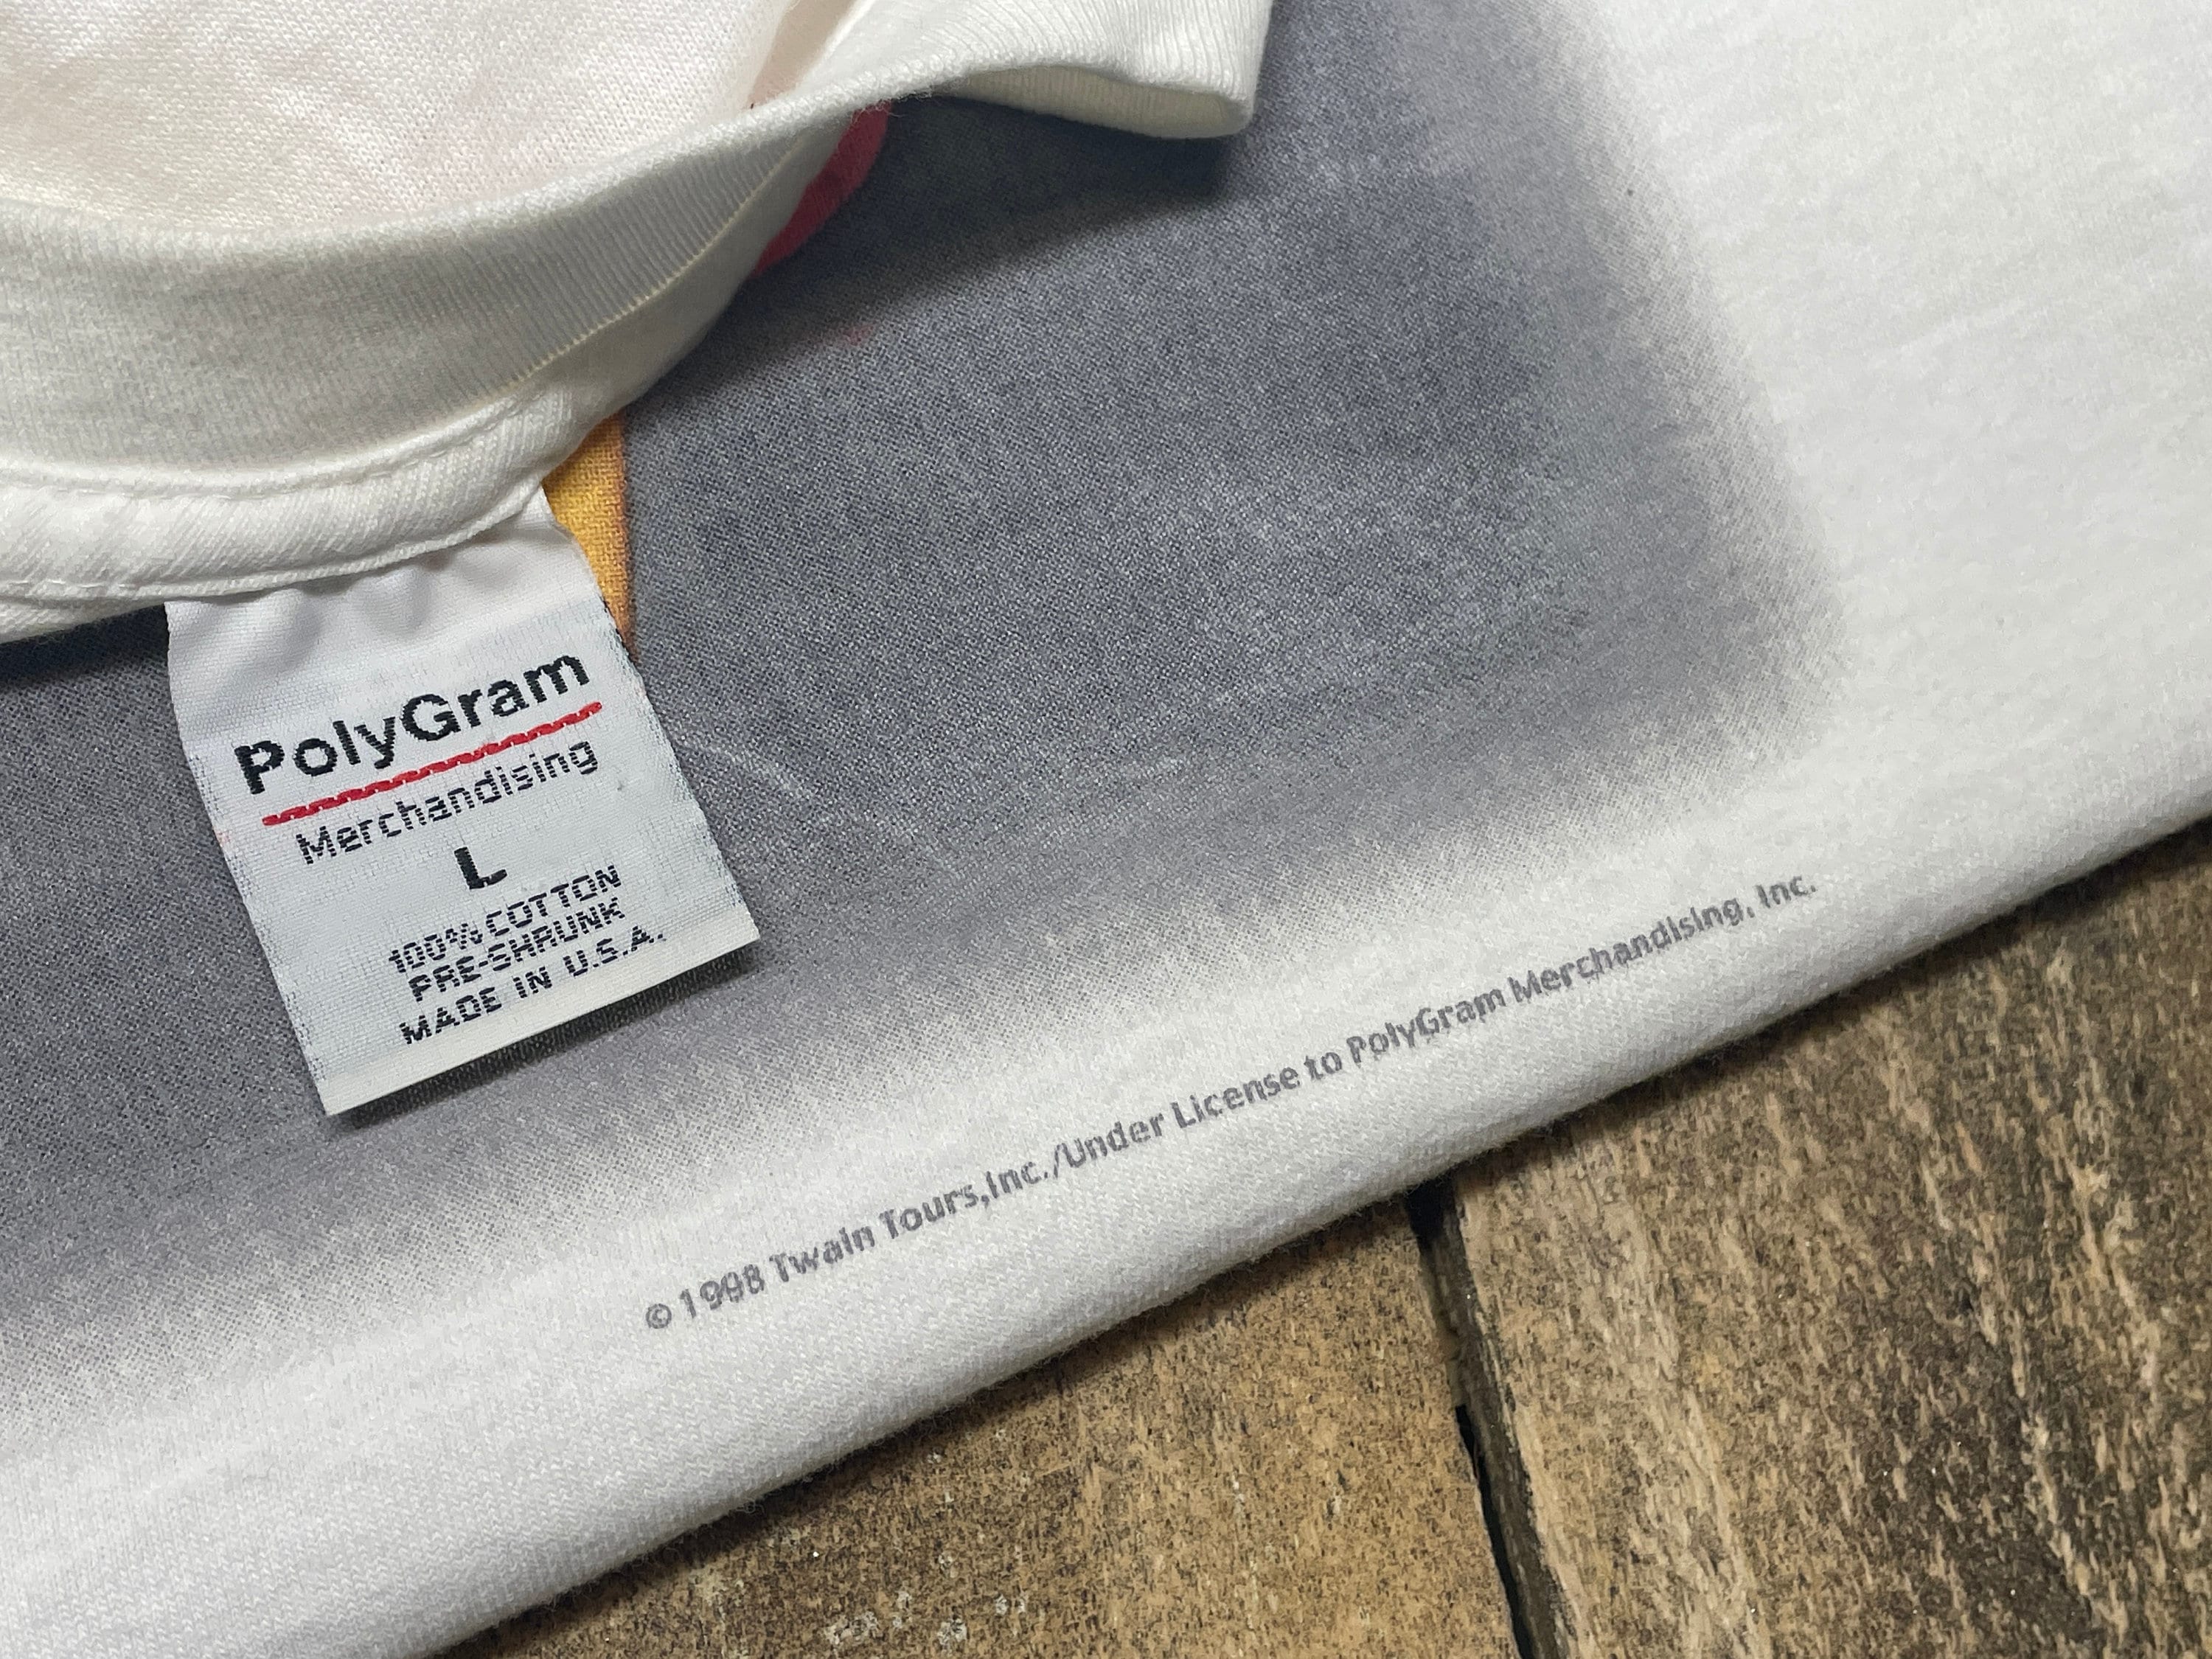 PolyGram
Merchandising
L
100% COTTON
PRE-SHRUNK
MADE IN U.S.A.
© 1998 Twain Tours,Inc./Under License to PolyGram Merchandising, Inc.